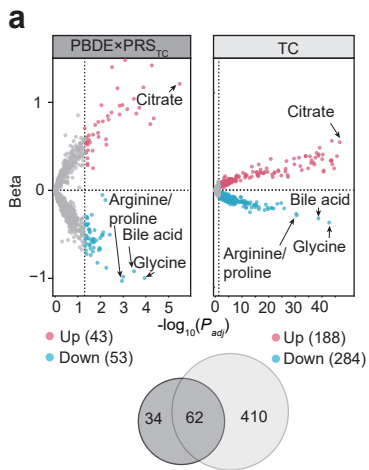 a
PBDE×PRS_TC
TC
Citrate
Citrate
Arginine/
proline
Bile acid
Glycine
Bile acid
Arginine/
proline
Glycine
Beta
1
0
−1
0 1 2 3 4 5
0 10 20 30 40
-log10(P_adj)
Up (43)
Down (53)
Up (188)
Down (284)
34 62 410